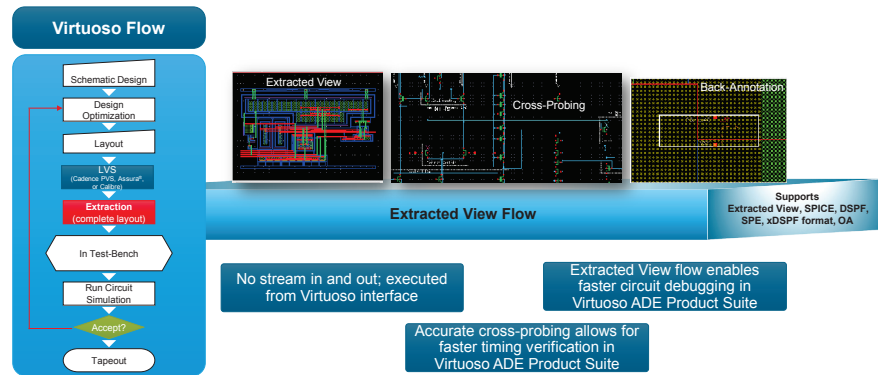 Virtuoso Flow
Schematic Design
Design
Optimization
Layout
LVS
(Cadence PVS, Assura®,
or Calibre)
Extraction
(complete layout)
In Test-Bench
Run Circuit
Simulation
Accept?
Tapeout
Extracted View
Cross-Probing
Back-Annotation
Extracted View Flow
Supports
Extracted View, SPICE, DSPF,
SPE, xDSPF format, OA
No stream in and out; executed
from Virtuoso interface
Extracted View flow enables
faster circuit debugging in
Virtuoso ADE Product Suite
Accurate cross-probing allows for
faster timing verification in
Virtuoso ADE Product Suite